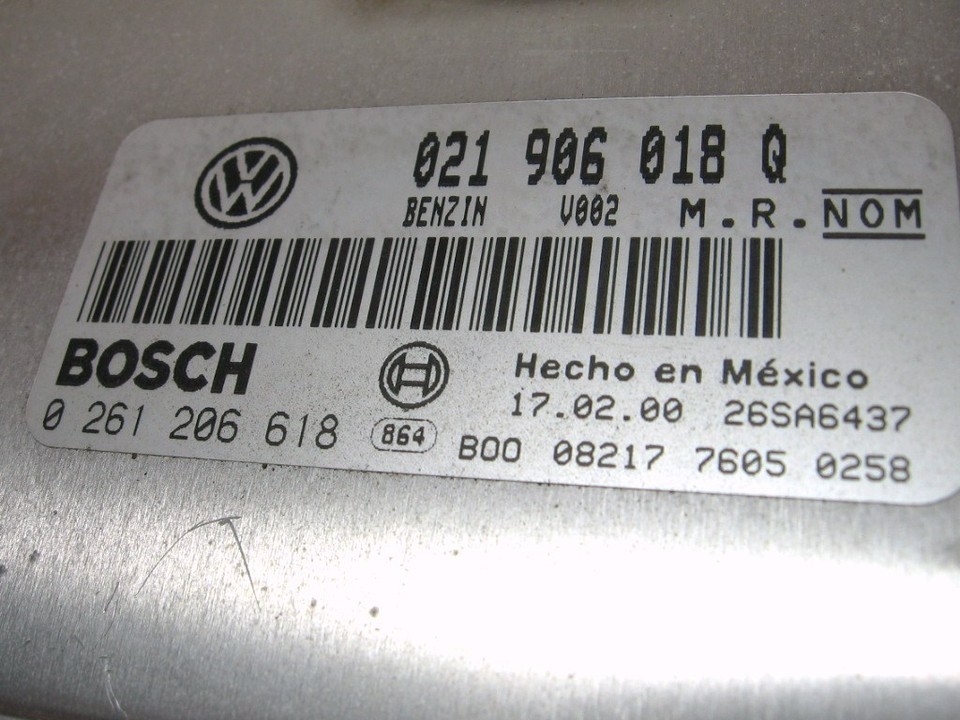 021 906 018 Q
BENZIN V002 M.R.NOM
BOSCH
Hecho en México
17.02.00 26SA6437
0 261 206 618
864
B00 08217 7605 0258